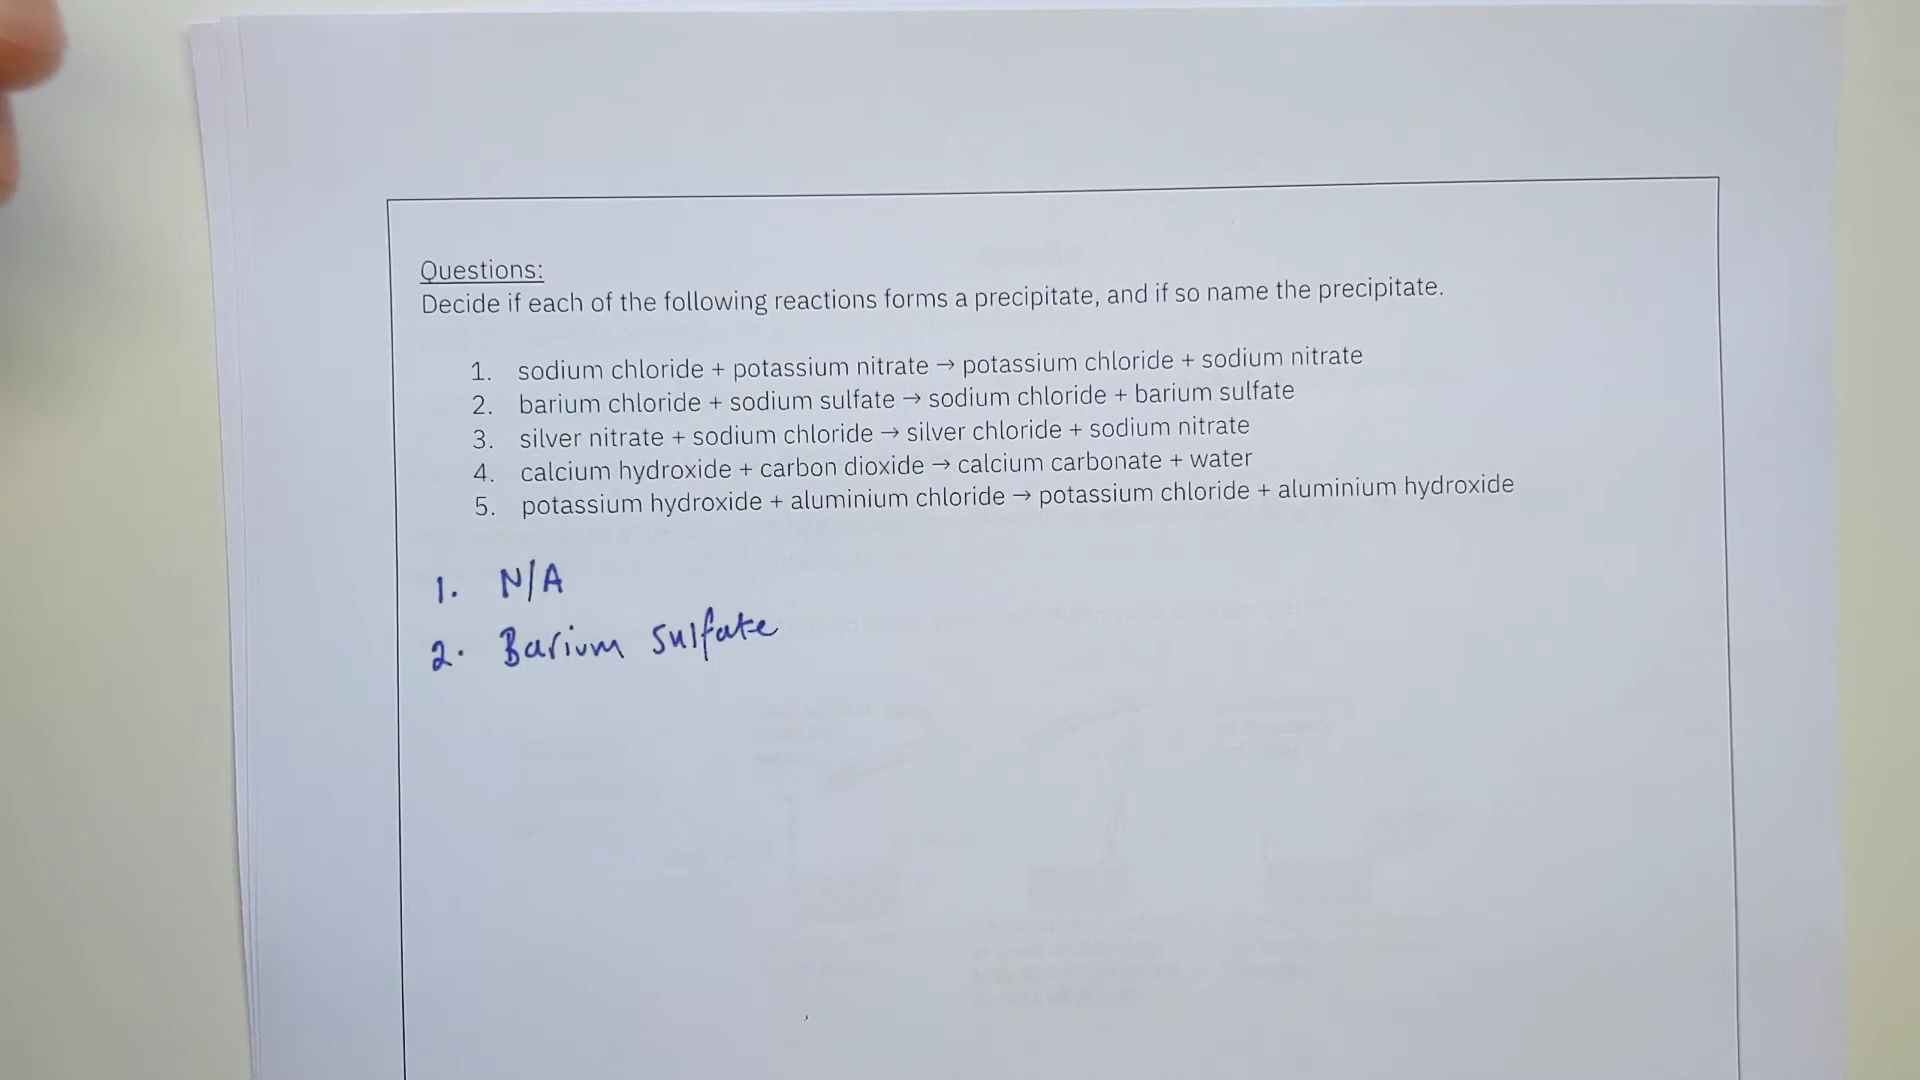 Questions:
Decide if each of the following reactions forms a precipitate, and if so name the precipitate.
1. sodium chloride + potassium nitrate → potassium chloride + sodium nitrate
2. barium chloride + sodium sulfate → sodium chloride + barium sulfate
3. silver nitrate + sodium chloride → silver chloride + sodium nitrate
4. calcium hydroxide + carbon dioxide → calcium carbonate + water
5. potassium hydroxide + aluminium chloride → potassium chloride + aluminium hydroxide
1. N/A
2. Barium sulfate